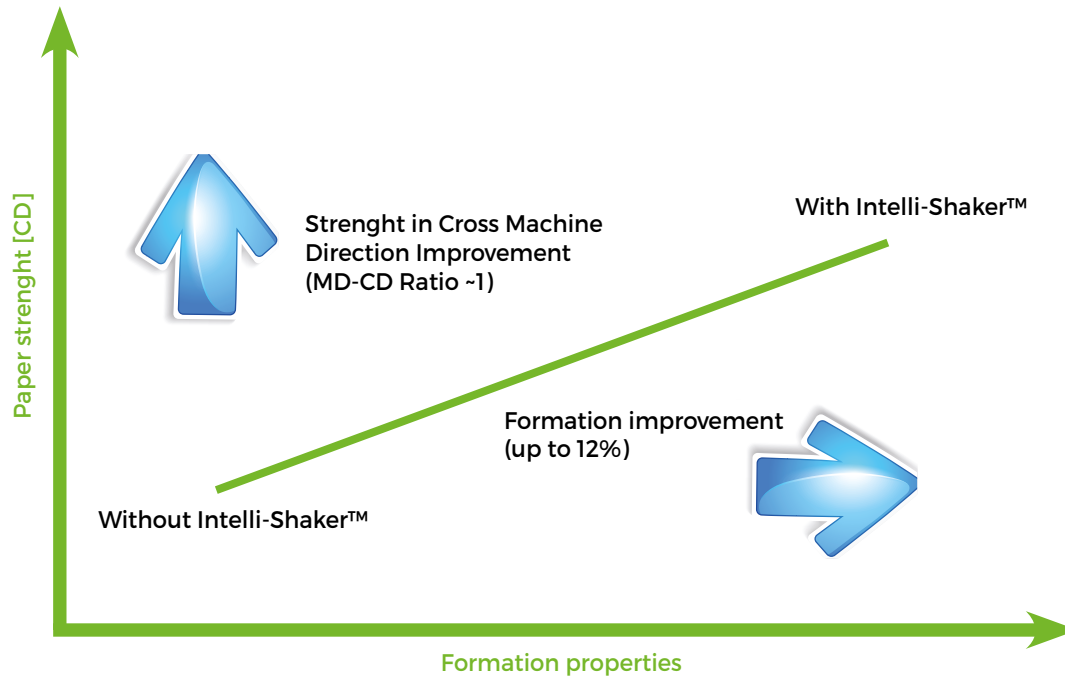 Paper strenght [CD]
Strenght in Cross Machine
Direction Improvement
(MD-CD Ratio ~1)
With Intelli-Shaker™
Formation improvement
(up to 12%)
Without Intelli-Shaker™
Formation properties